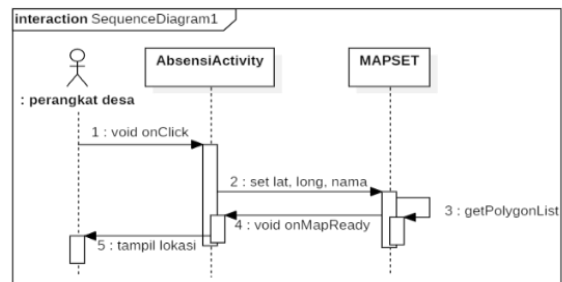 interaction SequenceDiagram1
AbsensiActivity
MAPSET
: perangkat desa
1 : void onClick
2 : set lat, long, nama
3 : getPolygonList
4 : void onMapReady
5 : tampil lokasi